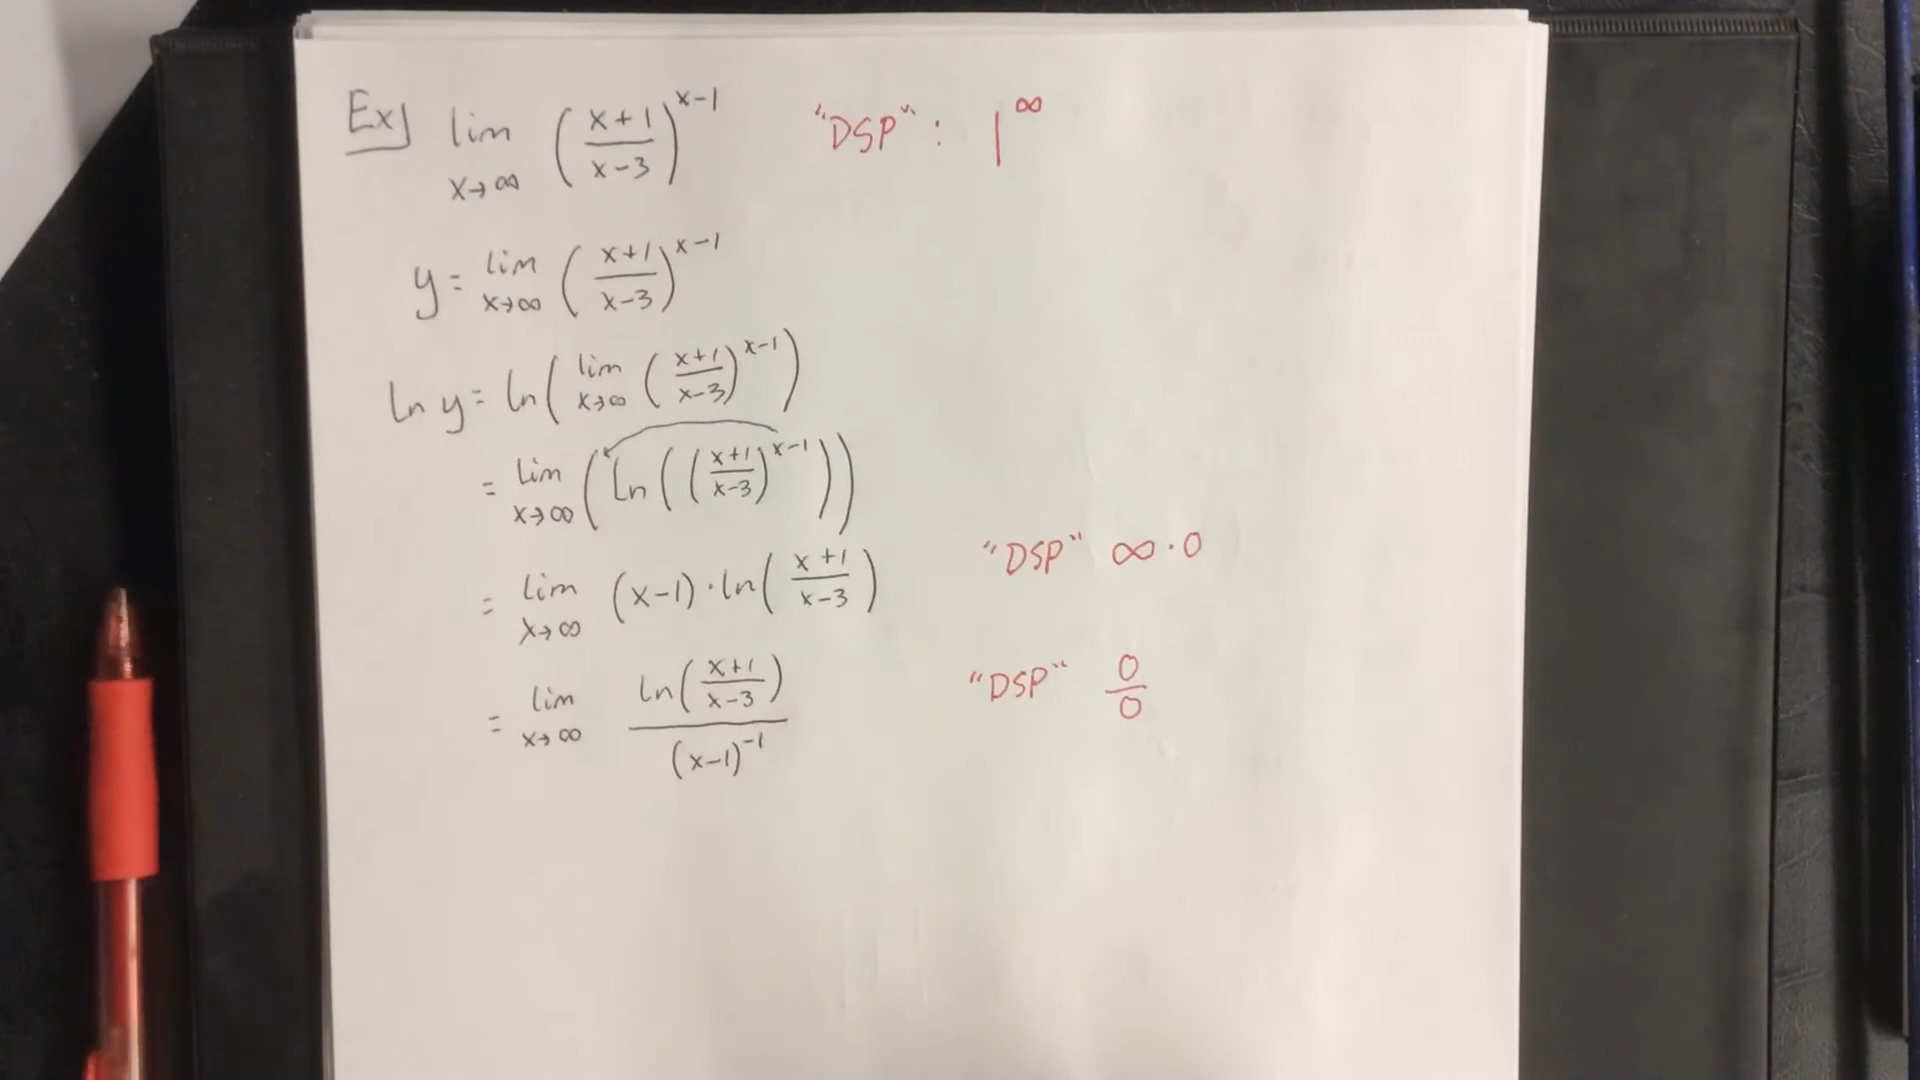 Ex] lim x→∞ ((x+1)/(x-3))^(x-1) "DSP": 1^∞
y = lim x→∞ ((x+1)/(x-3))^(x-1)
ln y = ln( lim x→∞ ((x+1)/(x-3))^(x-1) )
= lim x→∞ ( ln( ((x+1)/(x-3))^(x-1) ) )
= lim x→∞ (x-1)·ln( (x+1)/(x-3) ) "DSP" ∞·0
= lim x→∞ ln( (x+1)/(x-3) ) / (x-1)^-1 "DSP" 0/0